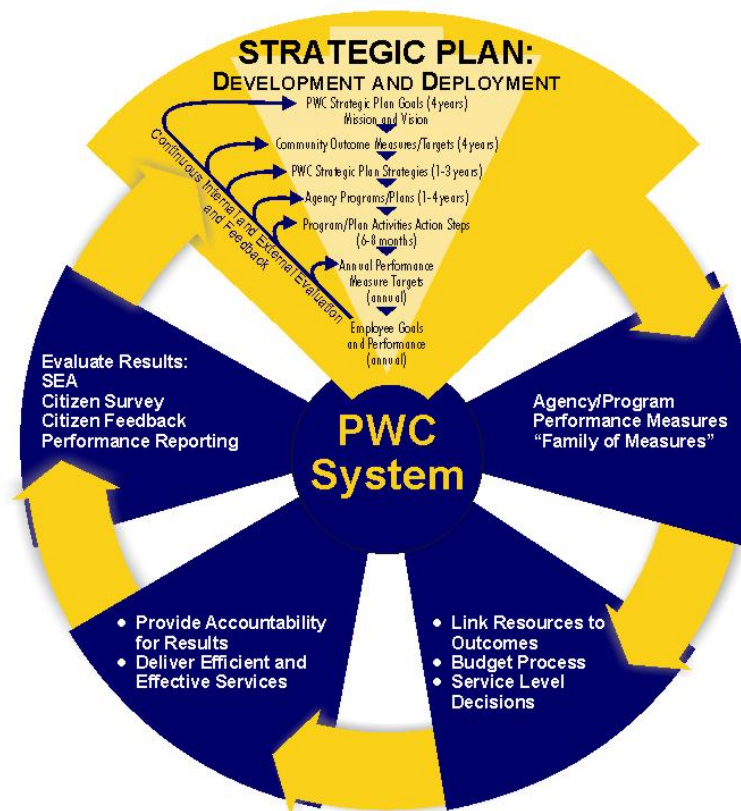 STRATEGIC PLAN:
DEVELOPMENT AND DEPLOYMENT
PWC Strategic Plan Goals (4 years)
Mission and Vision
Community Outcome Measures/Targets (4 years)
PWC Strategic Plan Strategies (1-3 years)
Agency Programs/Plans (1-4 years)
Program/Plan Activities Action Steps
(6-8 months)
Annual Performance
Measure Targets
(annual)
Employee Goals
and Performance
(annual)
Continuous Internal and External Evaluation
and Feedback
Agency/Program
Performance Measures
“Family of Measures”
• Link Resources to
Outcomes
• Budget Process
• Service Level
Decisions
• Provide Accountability
for Results
• Deliver Efficient and
Effective Services
Evaluate Results:
SEA
Citizen Survey
Citizen Feedback
Performance Reporting
PWC
System